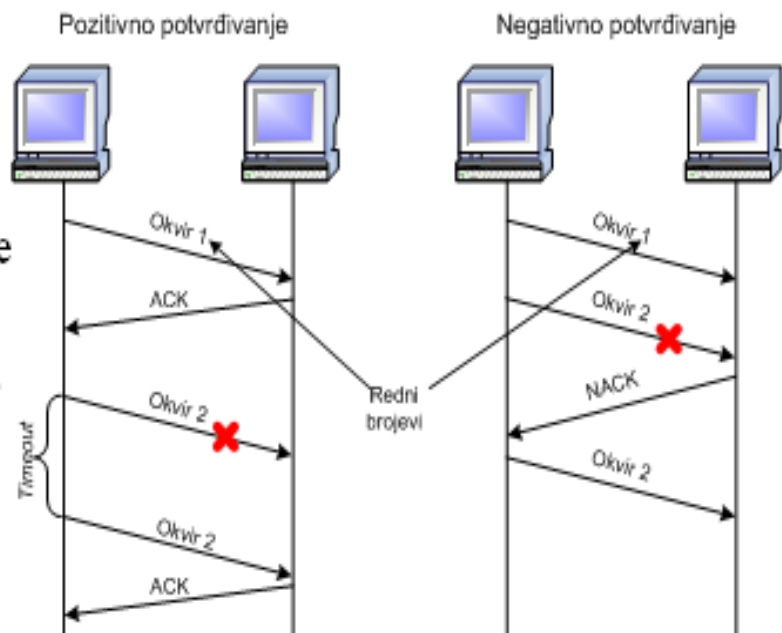 Pozitivno potvrđivanje
Negativno potvrđivanje
Okvir 1
ACK
Okvir 2
Timeout
Okvir 2
ACK
Redni
brojevi
Okvir 1
Okvir 2
NACK
Okvir 2
e